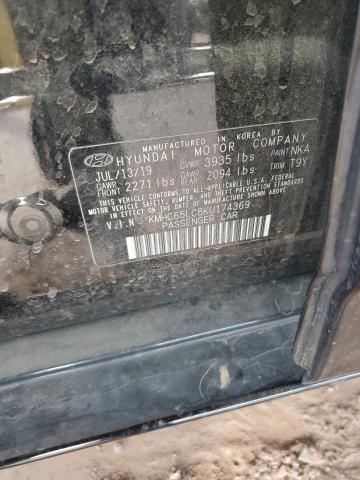 MANUFACTURED IN KOREA BY
HYUNDAI MOTOR COMPANY
JUL/13/19 GVWR 3935 lbs PAINT NKA
GAWR FRONT 2271 lbs GAWR REAR 2094 lbs TRIM T9Y
THIS VEHICLE CONFORMS TO ALL APPLICABLE U.S. FEDERAL
MOTOR VEHICLE SAFETY, BUMPER, AND THEFT PREVENTION
STANDARDS IN EFFECT ON THE DATE OF MANUFACTURE SHOWN ABOVE.
V.I.N. KMHC65LC8KU174369
PASSENGER CAR